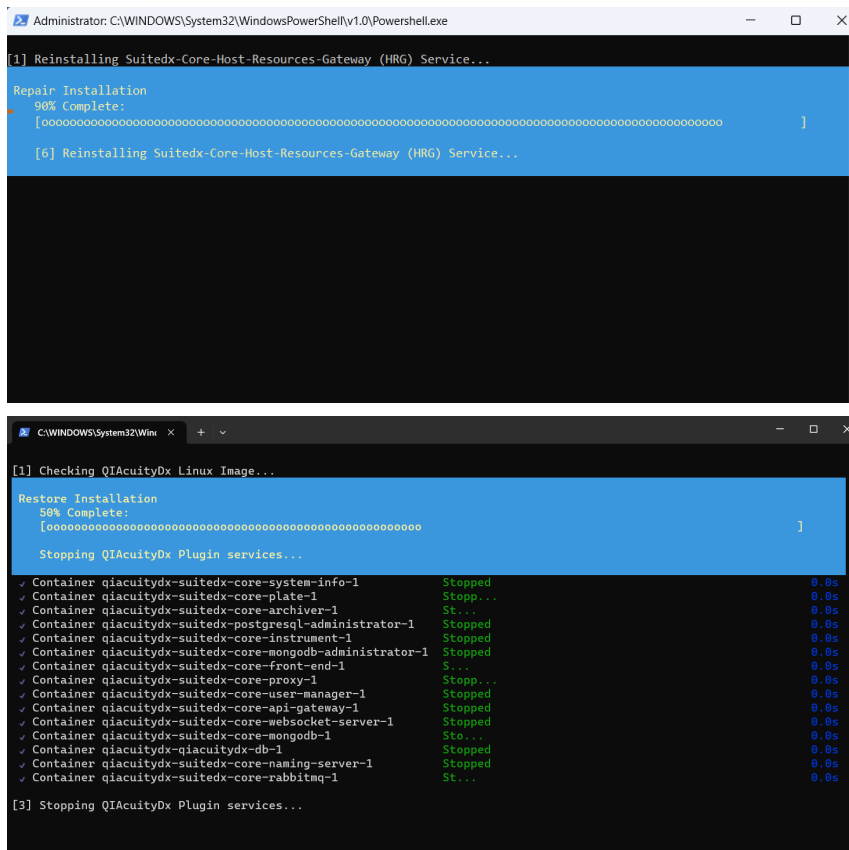 Administrator: C:\WINDOWS\System32\WindowsPowerShell\v1.0\Powershell.exe
[1] Reinstalling Suitedx-Core-Host-Resources-Gateway (HRG) Service...
Repair Installation
90% Complete:
[ooooooooooooooooooooooooooooooooooooooooooooooooooooooooooooooooooooooooooooooooooooooooooooooooo           ]
[6] Reinstalling Suitedx-Core-Host-Resources-Gateway (HRG) Service...
C:\WINDOWS\System32\Wind
[1] Checking QIAcuityDx Linux Image...
Restore Installation
50% Complete:
[oooooooooooooooooooooooooooooooooooooooooooooooooooooo                                                      ]
Stopping QIAcuityDx Plugin services...
✓ Container qiacuitydx-suitedx-core-system-info-1 Stopped 0.0s
✓ Container qiacuitydx-suitedx-core-plate-1 Stopp... 0.0s
✓ Container qiacuitydx-suitedx-core-archiver-1 St... 0.0s
✓ Container qiacuitydx-suitedx-postgresql-administrator-1 Stopped 0.0s
✓ Container qiacuitydx-suitedx-core-instrument-1 Stopped 0.0s
✓ Container qiacuitydx-suitedx-core-mongodb-administrator-1 Stopped 0.0s
✓ Container qiacuitydx-suitedx-core-front-end-1 S... 0.0s
✓ Container qiacuitydx-suitedx-core-proxy-1 Stopp... 0.0s
✓ Container qiacuitydx-suitedx-core-user-manager-1 Stopped 0.0s
✓ Container qiacuitydx-suitedx-core-api-gateway-1 Stopped 0.0s
✓ Container qiacuitydx-suitedx-core-websocket-server-1 Stopped 0.0s
✓ Container qiacuitydx-suitedx-core-mongodb-1 Sto... 0.0s
✓ Container qiacuitydx-qiacuitydx-db-1 Stopped 0.0s
✓ Container qiacuitydx-suitedx-core-naming-server-1 Stopped 0.0s
✓ Container qiacuitydx-suitedx-core-rabbitmq-1 St... 0.0s
[3] Stopping QIAcuityDx Plugin services...